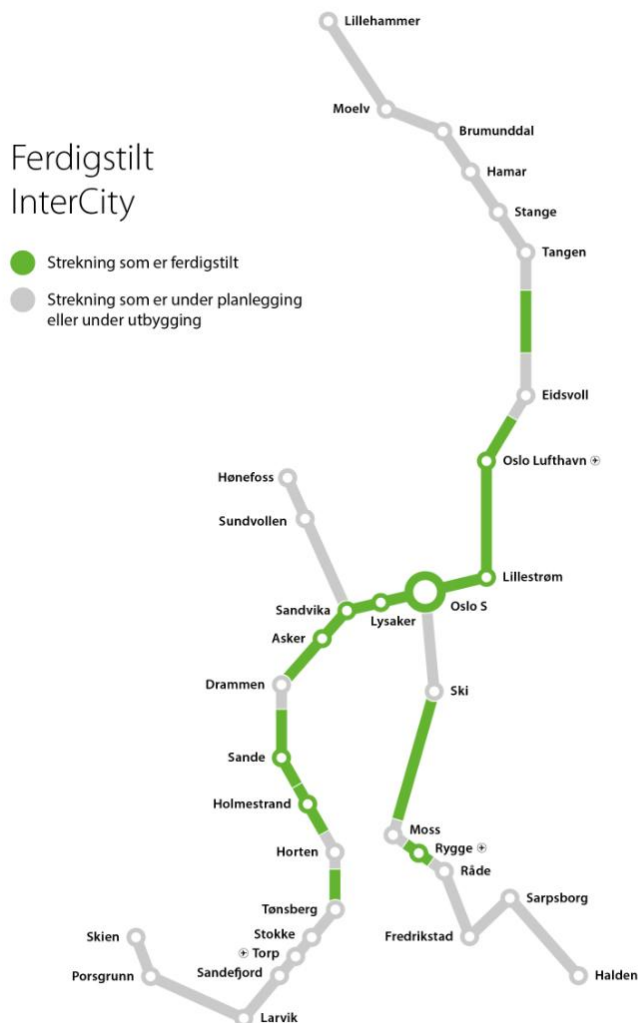 Lillehammer
Moelv
Brumunddal
Ferdigstilt
InterCity
Hamar
Stange
Strekning som er ferdigstilt
Tangen
Strekning som er under planlegging
eller under utbygging
Eidsvoll
Oslo Lufthavn
Hønefoss
Sundvollen
Lillestrøm
Sandvika
Lysaker
Oslo S
Asker
Drammen
Ski
Sande
Holmestrand
Moss
Rygge
Horten
Råde
Sarpsborg
Tønsberg
Skien
Stokke
Fredrikstad
Torp
Porsgrunn
Sandefjord
Halden
Larvik